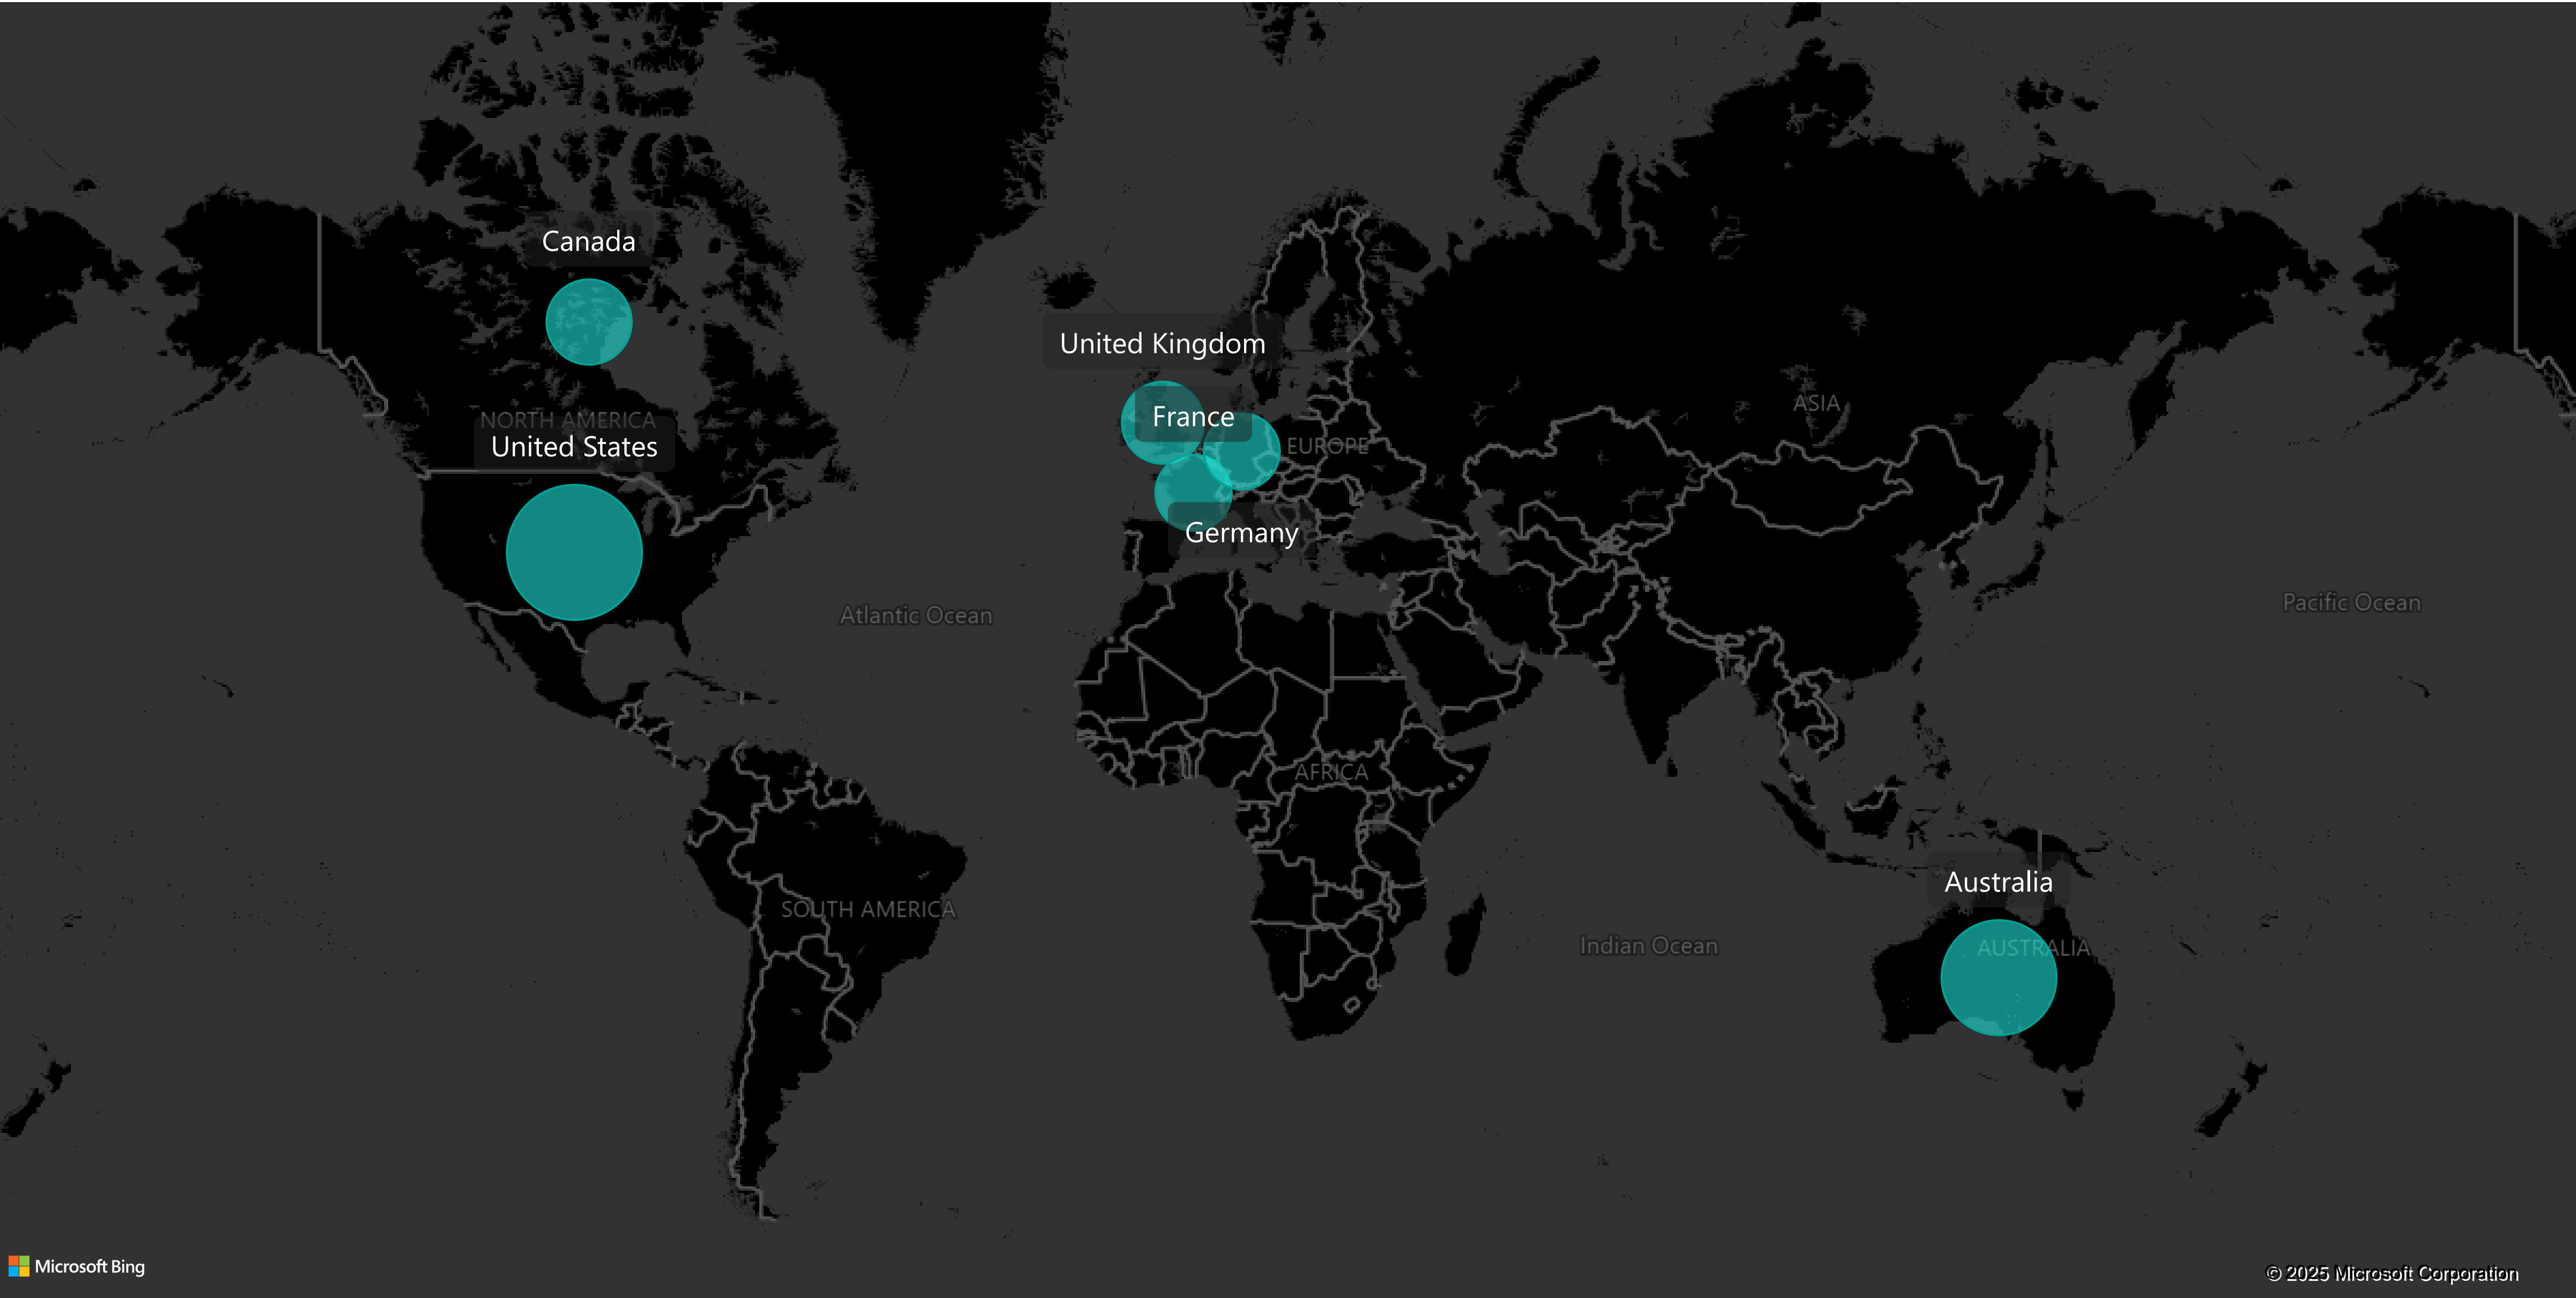 Canada
United Kingdom
ASIA
France
NORTH AMERICA
EUROPE
United States
Germany
Pacific Ocean
Atlantic Ocean
AFRICA
Australia
SOUTH AMERICA
Indian Ocean
AUSTRALIA
Microsoft Bing
© 2025 Microsoft Corporation